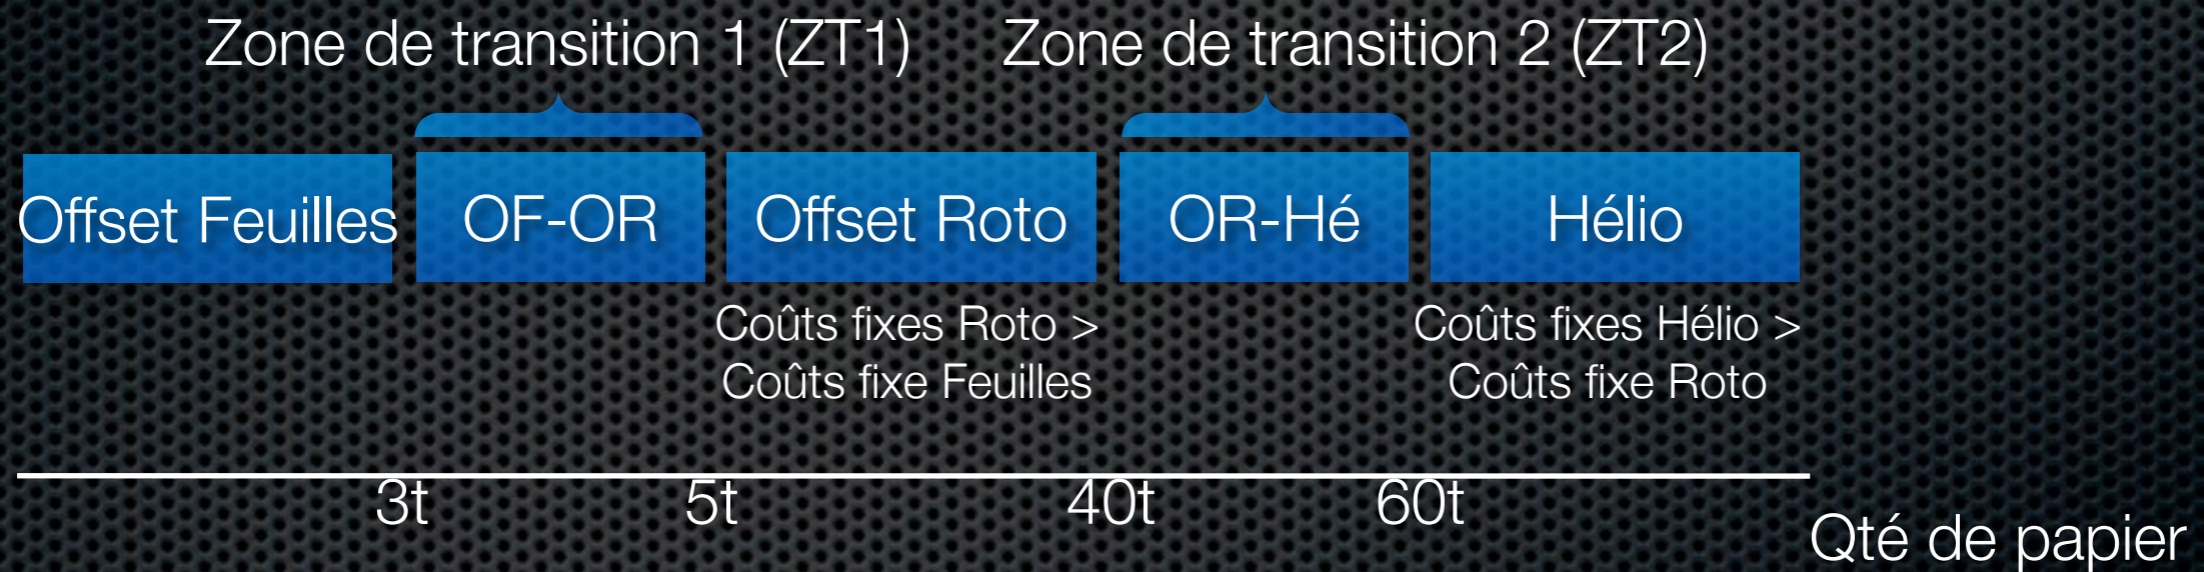 Zone de transition 1 (ZT1)
Zone de transition 2 (ZT2)
Offset Feuilles
OF-OR
Offset Roto
OR-Hé
Hélio
Coûts fixes Roto >
Coûts fixe Feuilles
Coûts fixes Hélio >
Coûts fixe Roto
3t
5t
40t
60t
Qté de papier